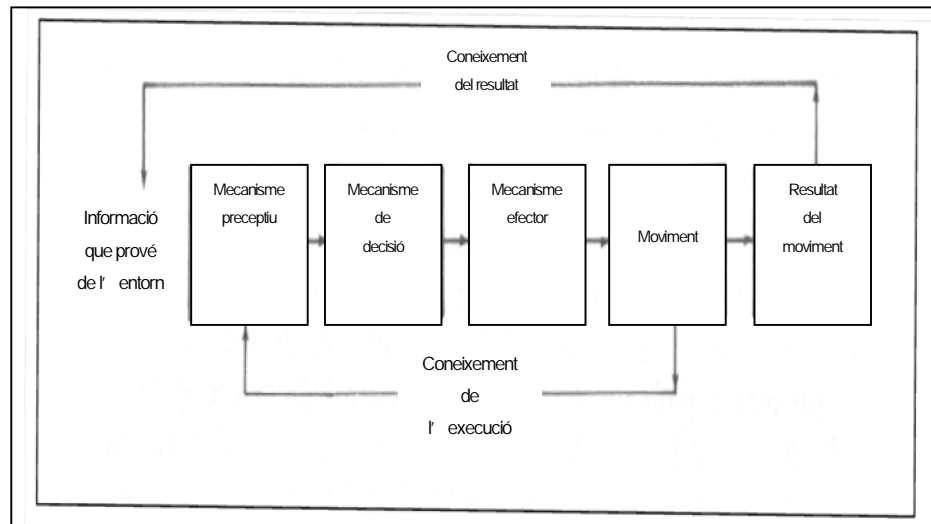 Coneixement
del resultat
Informació
que prové
de l' entorn
Mecanisme
preceptiu
Mecanisme
de
decisió
Mecanisme
efector
Moviment
Resultat
del
moviment
Coneixement
de
l' execució